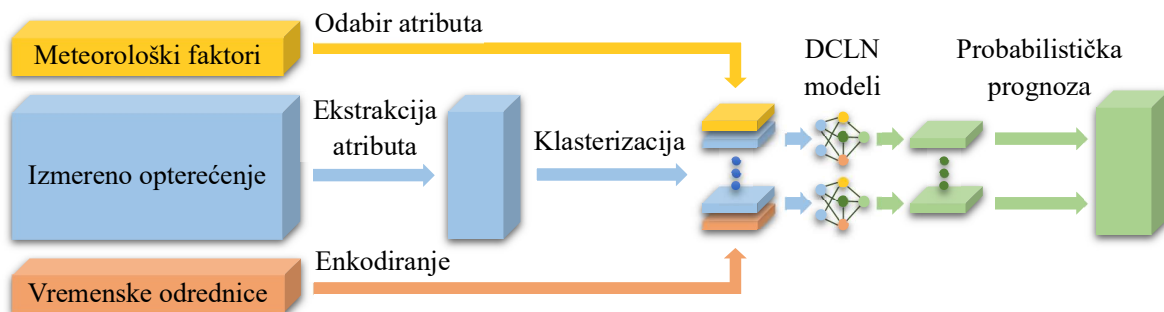 Meteorološki faktori
Odabir atributa
DCLN
modeli
Probabilistička
prognoza
Izmereno opterećenje
Ekstrakcija
atributa
Klasterizacija
Vremenske odrednice
Enkodiranje